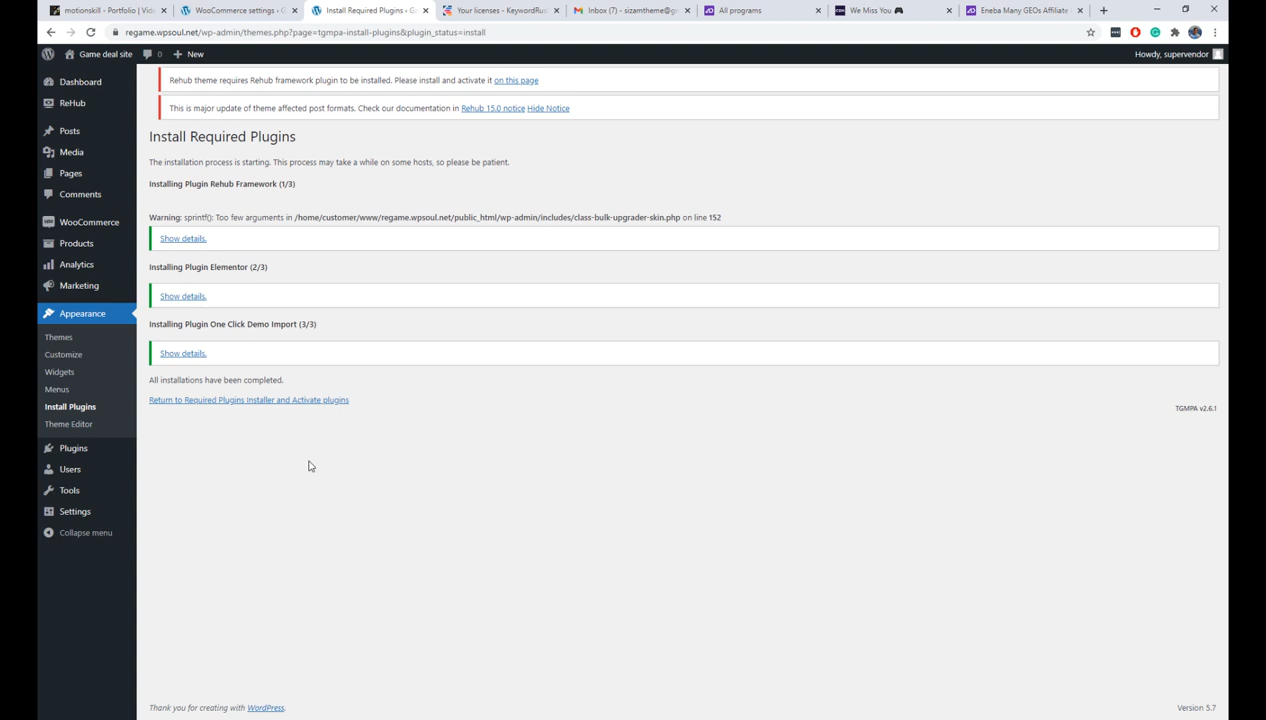 motionskill - Portfolio | Vide
WooCommerce settings ‹ G
Install Required Plugins ‹ Ga
Your licenses - KeywordRus
Inbox (7) - sizamtheme@gm
All programs
We Miss You 🎮
Eneba Many GEOs Affiliate
regame.wpsoul.net/wp-admin/themes.php?page=tgmpa-install-plugins&plugin_status=install
Game deal site
0
New
Howdy, supervendor
Dashboard
ReHub
Posts
Media
Pages
Comments
WooCommerce
Products
Analytics
Marketing
Appearance
Themes
Customize
Widgets
Menus
Install Plugins
Theme Editor
Plugins
Users
Tools
Settings
Collapse menu
Rehub theme requires Rehub framework plugin to be installed. Please install and activate it on this page
This is major update of theme affected post formats. Check our documentation in Rehub 15.0 notice Hide Notice
Install Required Plugins
The installation process is starting. This process may take a while on some hosts, so please be patient.
Installing Plugin Rehub Framework (1/3)
Warning: sprintf(): Too few arguments in /home/customer/www/regame.wpsoul.net/public_html/wp-admin/includes/class-bulk-upgrader-skin.php on line 152
Show details.
Installing Plugin Elementor (2/3)
Show details.
Installing Plugin One Click Demo Import (3/3)
Show details.
All installations have been completed.
Return to Required Plugins Installer and Activate plugins
TGMPA v2.6.1
Thank you for creating with WordPress.
Version 5.7